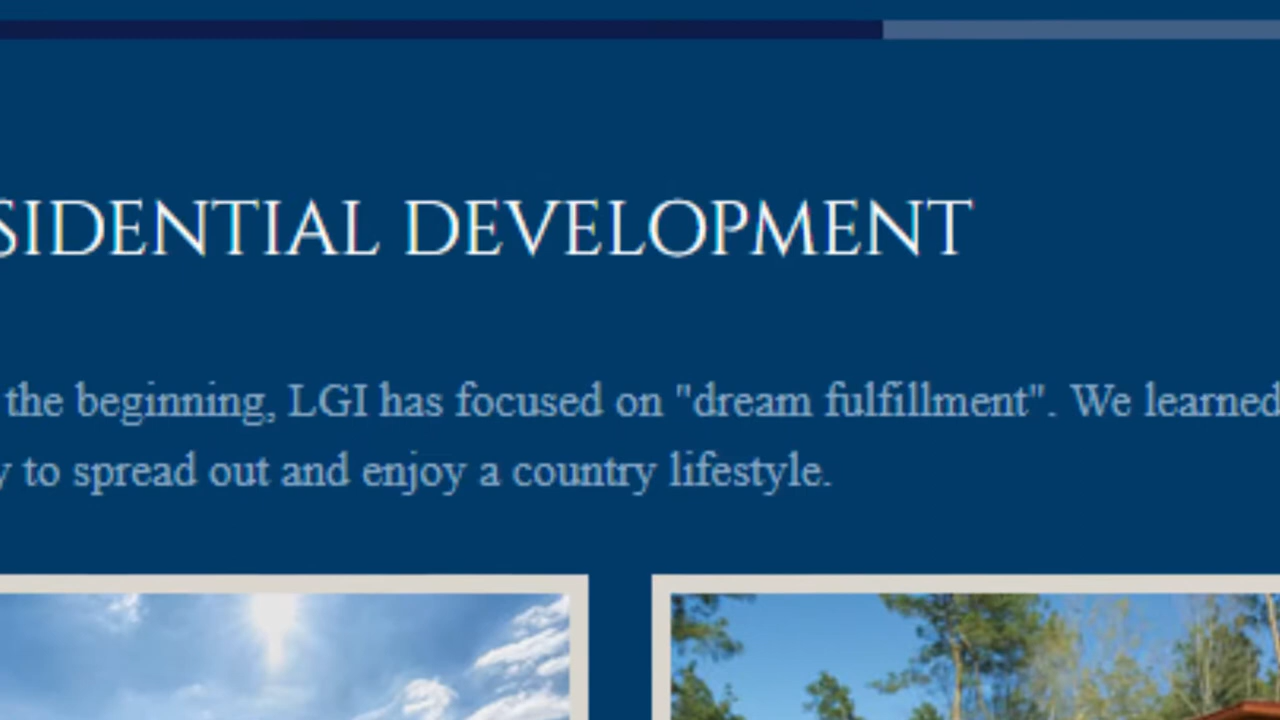 SIDENTIAL DEVELOPMENT
the beginning, LGI has focused on "dream fulfillment". We learned
y to spread out and enjoy a country lifestyle.